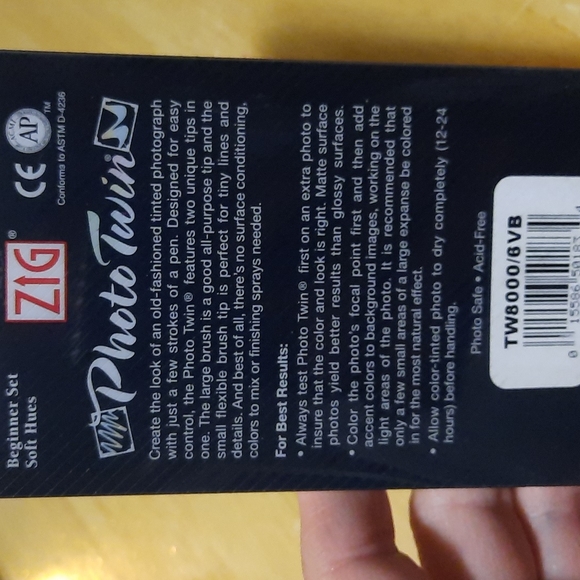 Beginner Set
Soft Hues
ZIG®
CE AP ™
Conforms to ASTM D-4236
Photo Twin
Create the look of an old-fashioned tinted photograph
with just a few strokes of a pen. Designed for easy
control, the Photo Twin® features two unique tips in
one. The large brush is a good all-purpose tip and the
small flexible brush tip is perfect for tiny lines and
details. And best of all, there's no surface conditioning,
colors to mix or finishing sprays needed.
For Best Results:
• Always test Photo Twin® first on an extra photo to
insure that the color and look is right. Matte surface
photos yield better results than glossy surfaces.
• Color the photo's focal point first and then add
accent colors to background images, working on the
light areas of the photo. It is recommended that
only a few small areas of a large expanse be colored
in for the most natural effect.
• Allow color-tinted photo to dry completely (12-24
hours) before handling.
Photo Safe • Acid-Free
TW8000/6VB